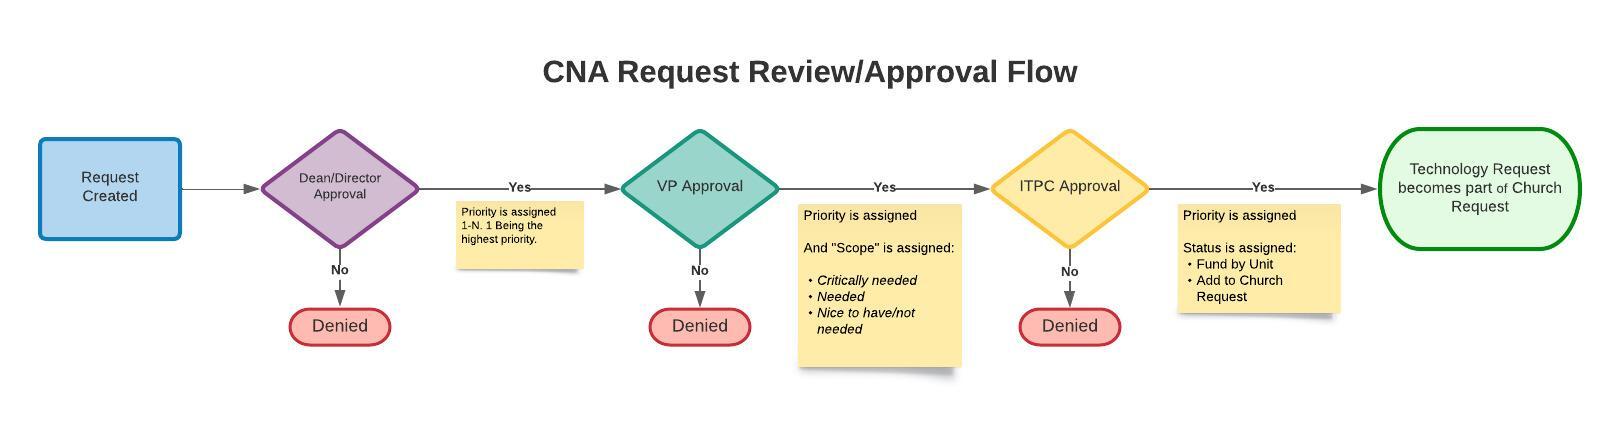 CNA Request Review/Approval Flow
Request
Created
Dean/Director
Approval
Yes
Priority is assigned
1-N. 1 Being the
highest priority.
No
Denied
VP Approval
Yes
Priority is assigned
And "Scope" is assigned:
• Critically needed
• Needed
• Nice to have/not
needed
No
Denied
ITPC Approval
Yes
Priority is assigned
Status is assigned:
• Fund by Unit
• Add to Church
Request
No
Denied
Technology Request
becomes part of Church
Request